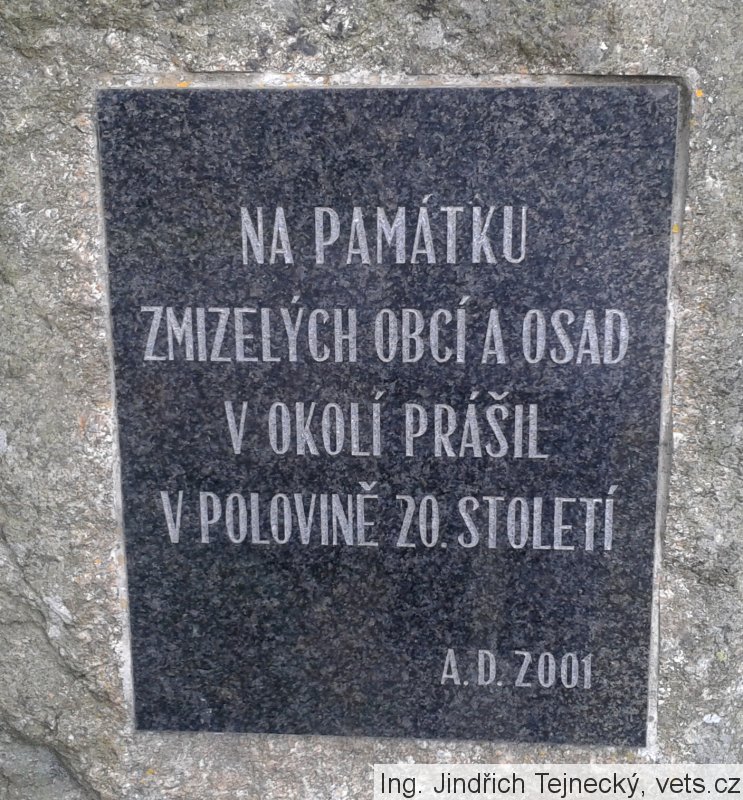 NA PAMÁTKU
ZMIZELÝCH OBCÍ A OSAD
V OKOLÍ PRÁŠIL
V POLOVINĚ 20. STOLETÍ
A. D. 2001
Ing. Jindřich Tejnecký, vets.cz